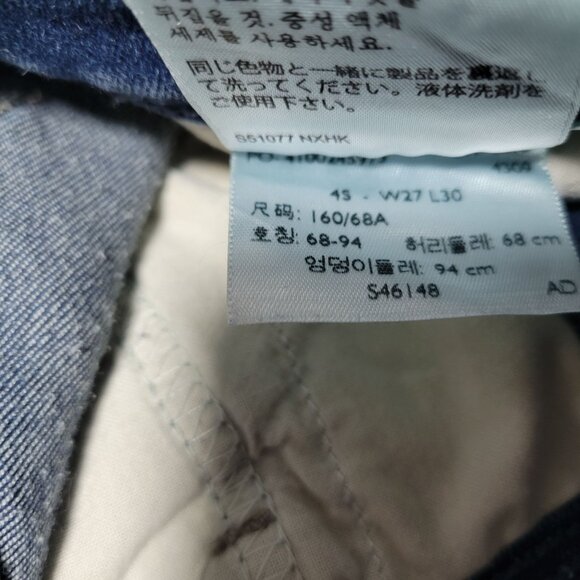 뒤집을 것. 중성 액체
세제를 사용하세요.
同じ色物と一緒に製品を裏返し
て洗ってください。液体洗剤を
ご使用下さい。
S51077 NXHK
4S - W27 L30
尺码: 160/68A
호칭: 68-94 허리둘레: 68 cm
엉덩이둘레: 94 cm
S46148 AD